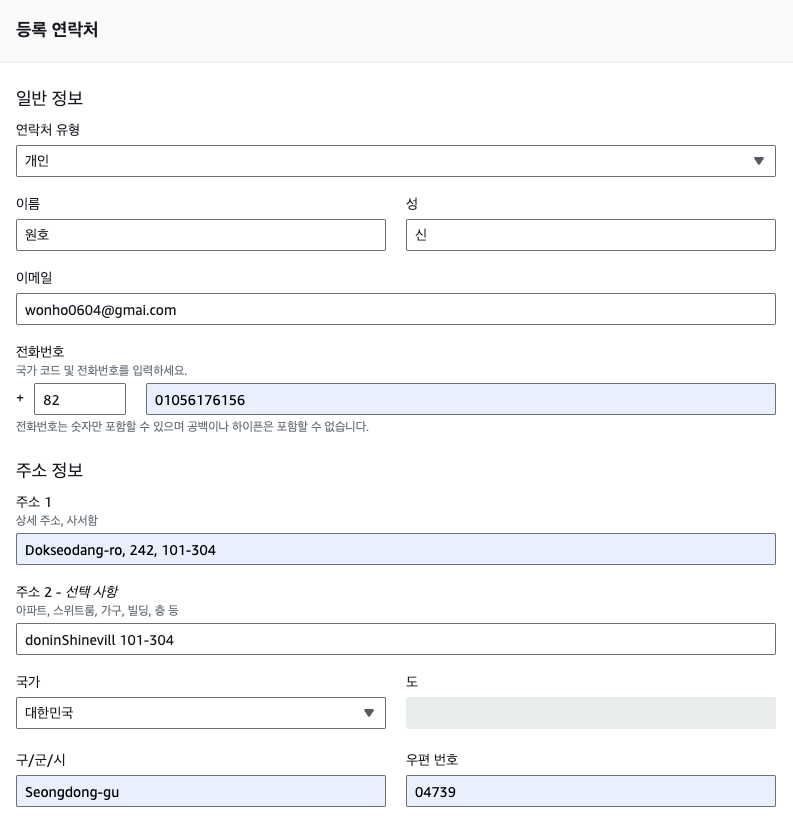 등록 연락처
일반 정보
연락처 유형
개인
이름
성
원호
신
이메일
wonho0604@gmai.com
전화번호
국가 코드 및 전화번호를 입력하세요.
+ 82 01056176156
전화번호는 숫자만 포함할 수 있으며 공백이나 하이픈은 포함할 수 없습니다.
주소 정보
주소 1
상세 주소, 사서함
Dokseodang-ro, 242, 101-304
주소 2 - 선택 사항
아파트, 스위트룸, 가구, 빌딩, 층 등
doninShinevill 101-304
국가
도
대한민국
구/군/시
우편 번호
Seongdong-gu
04739